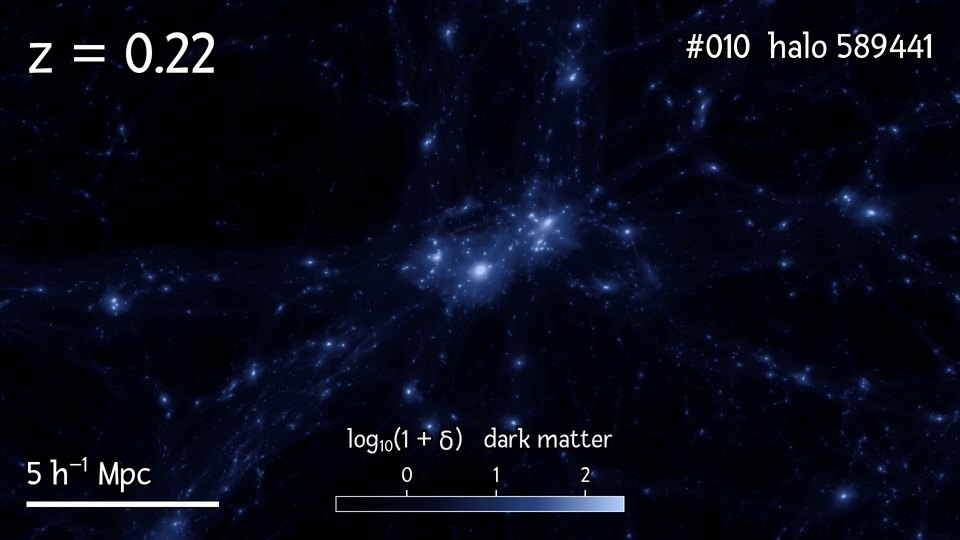 z = 0.22
#010 halo 589441
log₁₀(1 + δ) dark matter
0 1 2
5 h⁻¹ Mpc